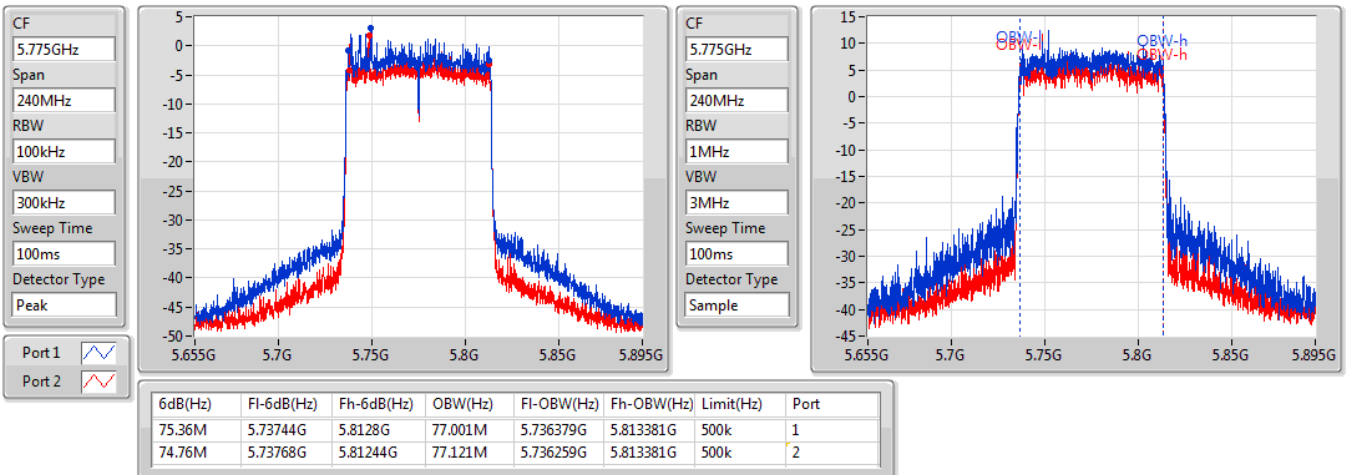 CF
5.775GHz
Span
240MHz
RBW
100kHz
VBW
300kHz
Sweep Time
100ms
Detector Type
Peak
Port 1
Port 2
5
0
-5
-10
-15
-20
-25
-30
-35
-40
-45
-50
5.655G 5.7G 5.75G 5.8G 5.85G 5.895G
CF
5.775GHz
Span
240MHz
RBW
1MHz
VBW
3MHz
Sweep Time
100ms
Detector Type
Sample
15
10
5
0
-5
-10
-15
-20
-25
-30
-35
-40
-45
OBW-l
OBW-l
OBW-h
OBW-h
5.655G 5.7G 5.75G 5.8G 5.85G 5.895G
6dB(Hz) Fl-6dB(Hz) Fh-6dB(Hz) OBW(Hz) Fl-OBW(Hz) Fh-OBW(Hz) Limit(Hz) Port
75.36M 5.73744G 5.8128G 77.001M 5.736379G 5.813381G 500k 1
74.76M 5.73768G 5.81244G 77.121M 5.736259G 5.813381G 500k 2